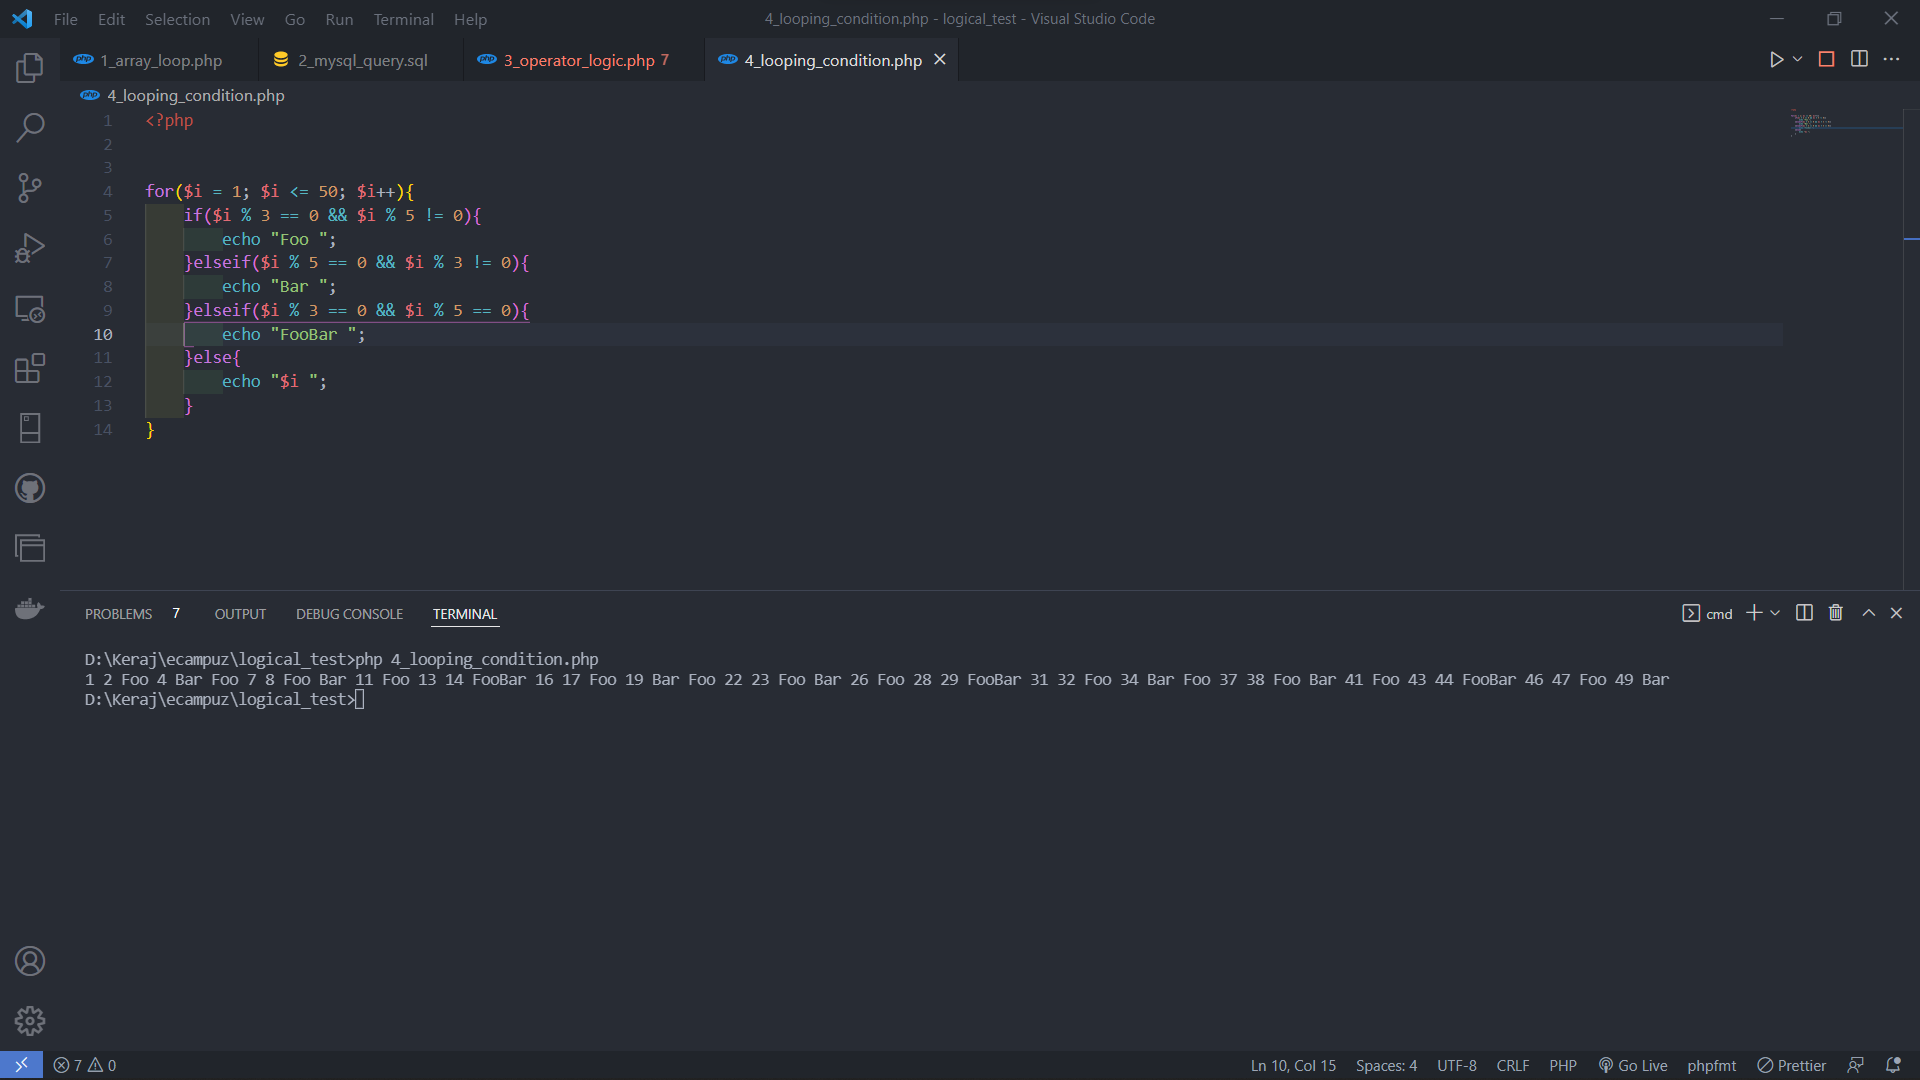 File Edit Selection View Go Run Terminal Help
4_looping_condition.php - logical_test - Visual Studio Code
1_array_loop.php
2_mysql_query.sql
3_operator_logic.php 7
4_looping_condition.php
4_looping_condition.php
1 <?php
2
3
4 for($i = 1; $i <= 50; $i++){
5     if($i % 3 == 0 && $i % 5 != 0){
6         echo "Foo ";
7     }elseif($i % 5 == 0 && $i % 3 != 0){
8         echo "Bar ";
9     }elseif($i % 3 == 0 && $i % 5 == 0){
10         echo "FooBar ";
11     }else{
12         echo "$i ";
13     }
14 }
PROBLEMS 7 OUTPUT DEBUG CONSOLE TERMINAL
cmd
D:\Keraj\ecampuz\logical_test>php 4_looping_condition.php
1 2 Foo 4 Bar Foo 7 8 Foo Bar 11 Foo 13 14 FooBar 16 17 Foo 19 Bar Foo 22 23 Foo Bar 26 Foo 28 29 FooBar 31 32 Foo 34 Bar Foo 37 38 Foo Bar 41 Foo 43 44 FooBar 46 47 Foo 49 Bar
D:\Keraj\ecampuz\logical_test>
7 0
Ln 10, Col 15 Spaces: 4 UTF-8 CRLF PHP Go Live phpfmt Prettier